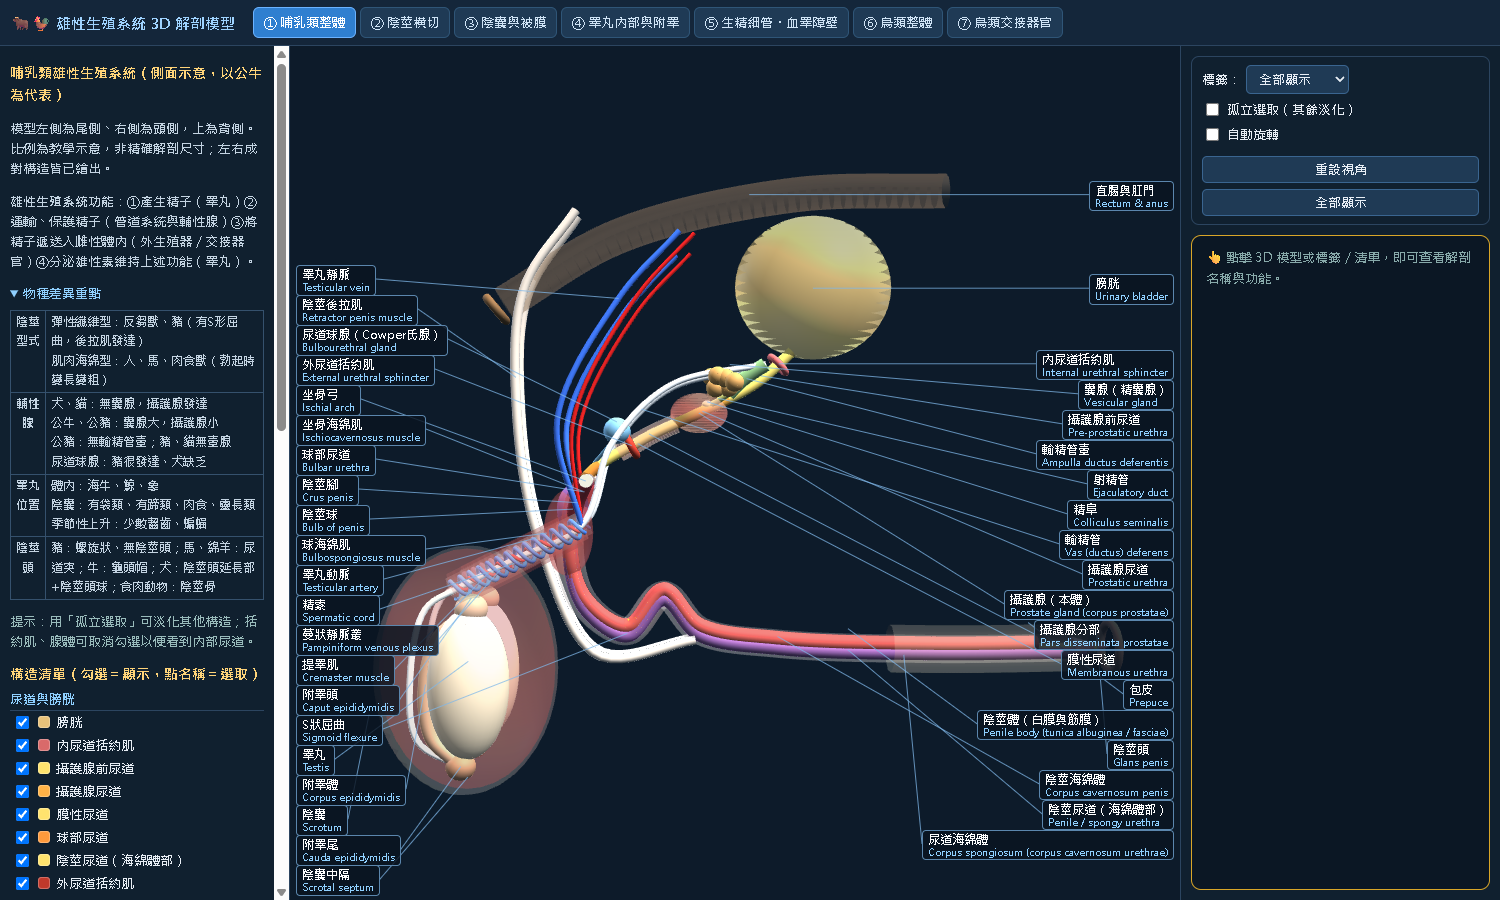 雄性生殖系統 3D 解剖模型
① 哺乳類整體
② 陰莖橫切
③ 陰囊與被膜
④ 睪丸內部與附睪
⑤ 生精細管・血睪障壁
⑥ 鳥類整體
⑦ 鳥類交接器官
哺乳類雄性生殖系統（側面示意，以公牛
為代表）
模型左側為尾側、右側為頭側，上為背側。
比例為教學示意，非精確解剖尺寸；左右成
對構造皆已繪出。
雄性生殖系統功能：①產生精子（睪丸）②
運輸、保護精子（管道系統與輔性腺）③將
精子遞送入雌性體內（外生殖器／交接器
官）④分泌雄性素維持上述功能（睪丸）。
▼ 物種差異重點
陰莖
型式
彈性纖維型：反芻獸、豬（有S形屈
曲，後拉肌發達）
肌肉海綿型：人、馬、肉食獸（勃起時
變長變粗）
輔性
腺
犬、貓：無囊腺，攝護腺發達
公牛、公豬：囊腺大，攝護腺小
公豬：無輸精管壺；豬、貓無壺腺
尿道球腺：豬很發達、犬缺乏
睪丸
位置
體內：海牛、鯨、象
陰囊：有袋類、有蹄類、肉食、靈長類
季節性上升：少數齧齒、蝙蝠
陰莖
頭
豬：螺旋狀、無陰莖頭；馬、綿羊：尿
道突；牛：龜頭帽；犬：陰莖頭延長部
+陰莖頭球；食肉動物：陰莖骨
提示：用「孤立選取」可淡化其他構造；括
約肌、腺體可取消勾選以便看到內部尿道。
構造清單（勾選＝顯示，點名稱＝選取）
尿道與膀胱
膀胱
內尿道括約肌
攝護腺前尿道
攝護腺尿道
膜性尿道
球部尿道
陰莖尿道（海綿體部）
外尿道括約肌
睪丸靜脈
Testicular vein
陰莖後拉肌
Retractor penis muscle
尿道球腺（Cowper氏腺）
Bulbourethral gland
外尿道括約肌
External urethral sphincter
坐骨弓
Ischial arch
坐骨海綿肌
Ischiocavernosus muscle
球部尿道
Bulbar urethra
陰莖腳
Crus penis
陰莖球
Bulb of penis
球海綿肌
Bulbospongiosus muscle
睪丸動脈
Testicular artery
精索
Spermatic cord
蔓狀靜脈叢
Pampiniform venous plexus
提睪肌
Cremaster muscle
附睪頭
Caput epididymidis
S狀屈曲
Sigmoid flexure
睪丸
Testis
附睪體
Corpus epididymidis
陰囊
Scrotum
附睪尾
Cauda epididymidis
陰囊中隔
Scrotal septum
直腸與肛門
Rectum & anus
膀胱
Urinary bladder
內尿道括約肌
Internal urethral sphincter
囊腺（精囊腺）
Vesicular gland
攝護腺前尿道
Pre-prostatic urethra
輸精管壺
Ampulla ductus deferentis
射精管
Ejaculatory duct
精阜
Colliculus seminalis
輸精管
Vas (ductus) deferens
攝護腺尿道
Prostatic urethra
攝護腺（本體）
Prostate gland (corpus prostatae)
攝護腺分部
Pars disseminata prostatae
膜性尿道
Membranous urethra
包皮
Prepuce
陰莖體（白膜與筋膜）
Penile body (tunica albuginea / fasciae)
陰莖頭
Glans penis
陰莖海綿體
Corpus cavernosum penis
陰莖尿道（海綿體部）
Penile / spongy urethra
尿道海綿體
Corpus spongiosum (corpus cavernosum urethrae)
標籤：
全部顯示
孤立選取（其餘淡化）
自動旋轉
重設視角
全部顯示
點擊 3D 模型或標籤／清單，即可查看解剖
名稱與功能。